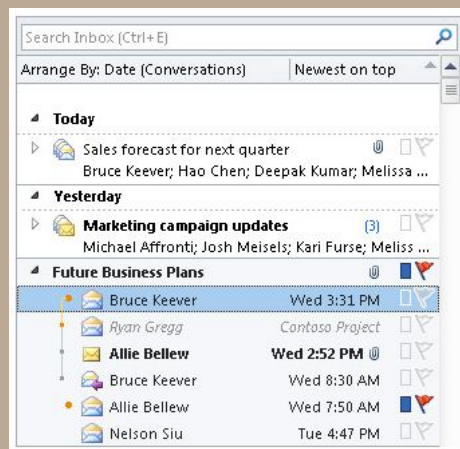 Search Inbox (Ctrl+E)
Arrange By: Date (Conversations) Newest on top
Today
Sales forecast for next quarter
Bruce Keever; Hao Chen; Deepak Kumar; Melissa ...
Yesterday
Marketing campaign updates (3)
Michael Affronti; Josh Meisels; Kari Furse; Meliss ...
Future Business Plans
Bruce Keever Wed 3:31 PM
Ryan Gregg Contoso Project
Allie Bellew Wed 2:52 PM
Bruce Keever Wed 8:30 AM
Allie Bellew Wed 7:50 AM
Nelson Siu Tue 4:47 PM